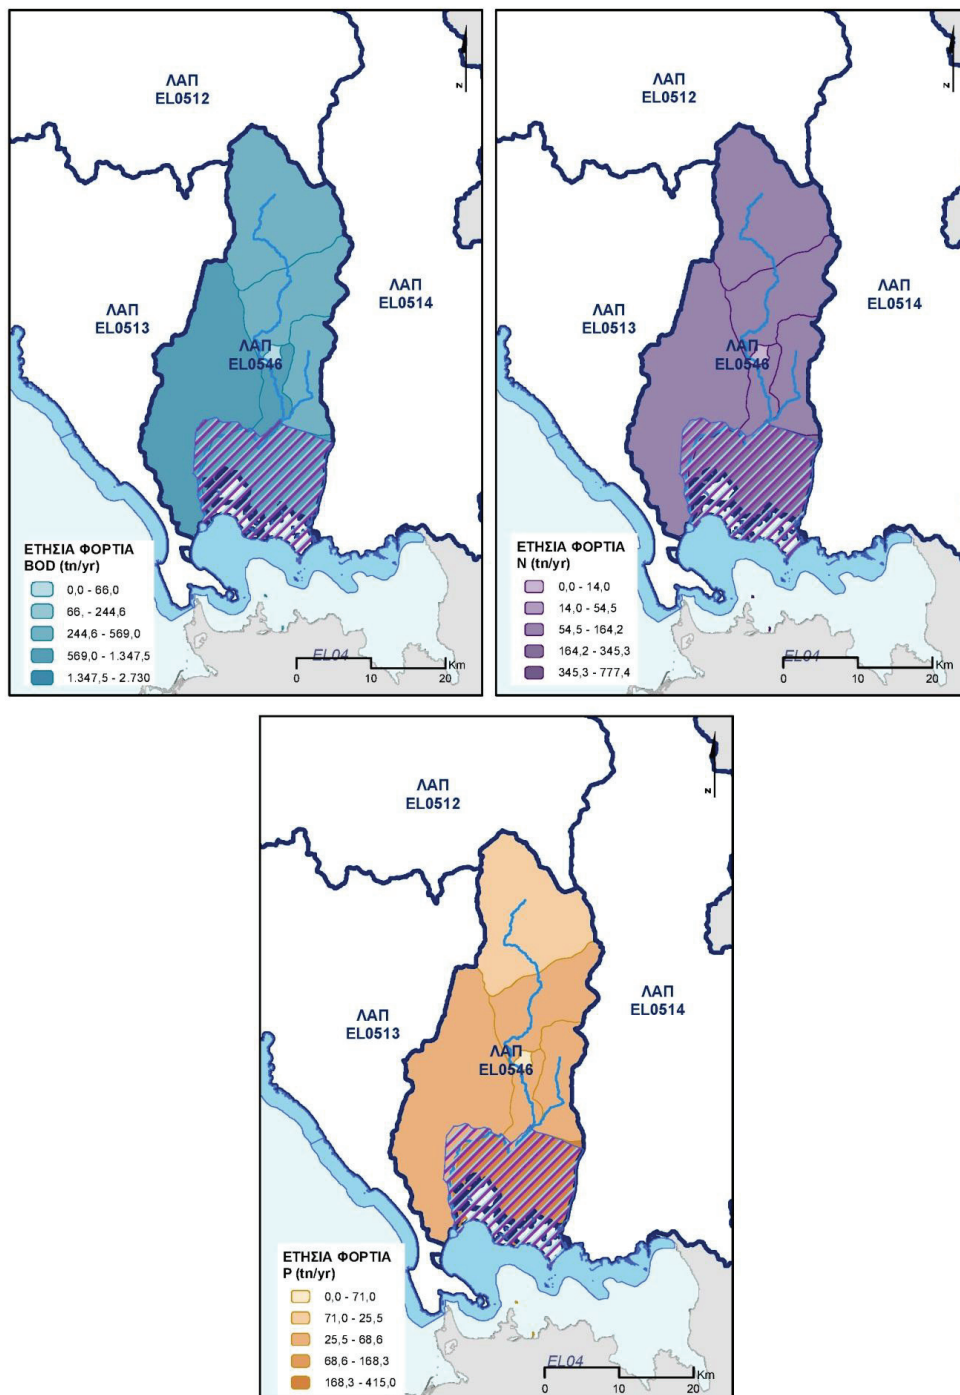 ΛΑΠ
EL0512
N
ΛΑΠ
EL0513
ΛΑΠ
EL0514
ΛΑΠ
EL0546
ΕΤΗΣΙΑ ΦΟΡΤΙΑ
BOD (tn/yr)
0,0 - 66,0
66, - 244,6
244,6 - 569,0
569,0 - 1.347,5
1.347,5 - 2.730
EL04
Km
0 10 20
ΛΑΠ
EL0512
N
ΛΑΠ
EL0513
ΛΑΠ
EL0514
ΛΑΠ
EL0546
ΕΤΗΣΙΑ ΦΟΡΤΙΑ
N (tn/yr)
0,0 - 14,0
14,0 - 54,5
54,5 - 164,2
164,2 - 345,3
345,3 - 777,4
EL04
Km
0 10 20
ΛΑΠ
EL0512
N
ΛΑΠ
EL0513
ΛΑΠ
EL0514
ΛΑΠ
EL0546
ΕΤΗΣΙΑ ΦΟΡΤΙΑ
P (tn/yr)
0,0 - 71,0
71,0 - 25,5
25,5 - 68,6
68,6 - 168,3
168,3 - 415,0
EL04
Km
0 10 20